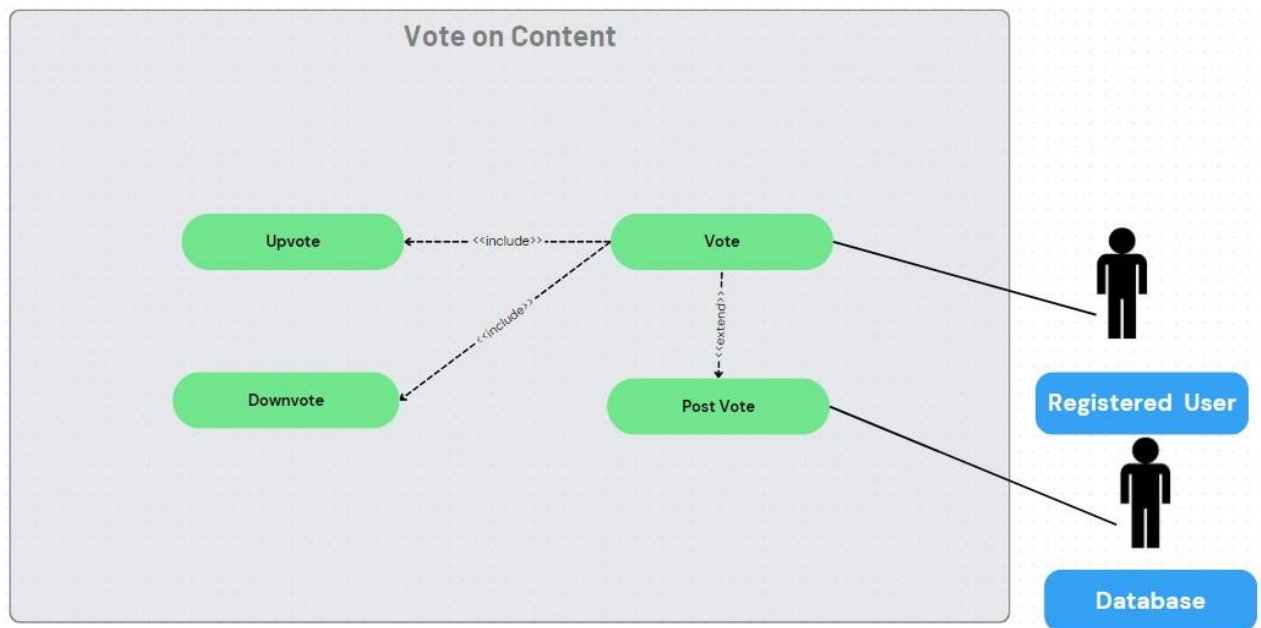 Vote on Content
Upvote
<<include>>
Vote
<<include>>
<<extend>>
Downvote
Post Vote
Registered User
Database